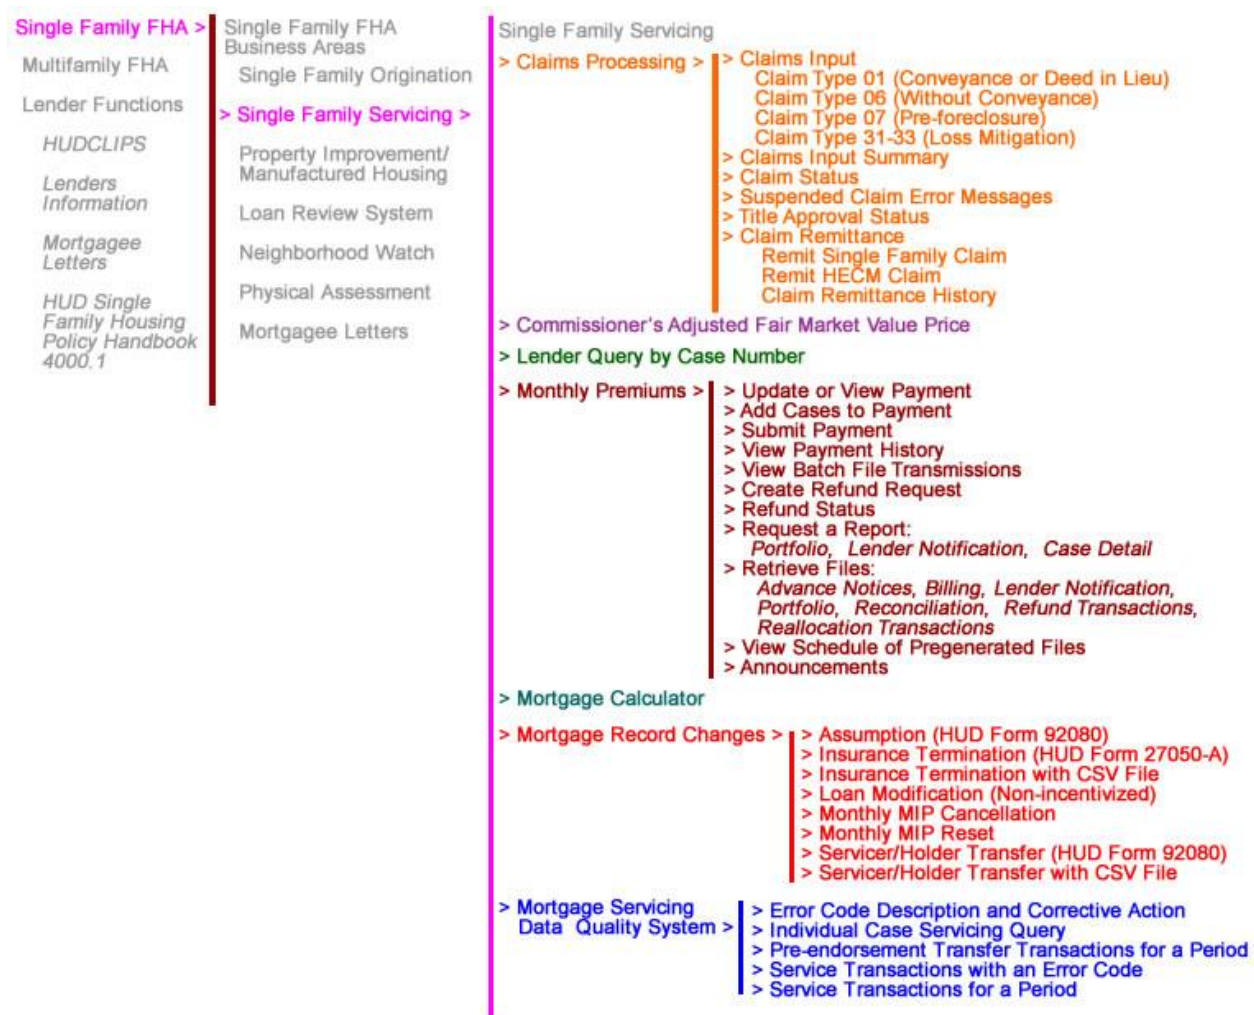 Single Family FHA >
Multifamily FHA
Lender Functions
HUDCLIPS
Lenders
Information
Mortgagee
Letters
HUD Single
Family Housing
Policy Handbook
4000.1
Single Family FHA
Business Areas
Single Family Origination
> Single Family Servicing >
Property Improvement/
Manufactured Housing
Loan Review System
Neighborhood Watch
Physical Assessment
Mortgagee Letters
Single Family Servicing
> Claims Processing >
> Claims Input
Claim Type 01 (Conveyance or Deed in Lieu)
Claim Type 06 (Without Conveyance)
Claim Type 07 (Pre-foreclosure)
Claim Type 31-33 (Loss Mitigation)
> Claims Input Summary
> Claim Status
> Suspended Claim Error Messages
> Title Approval Status
> Claim Remittance
Remit Single Family Claim
Remit HECM Claim
Claim Remittance History
> Commissioner's Adjusted Fair Market Value Price
> Lender Query by Case Number
> Monthly Premiums >
> Update or View Payment
> Add Cases to Payment
> Submit Payment
> View Payment History
> View Batch File Transmissions
> Create Refund Request
> Refund Status
> Request a Report:
Portfolio, Lender Notification, Case Detail
> Retrieve Files:
Advance Notices, Billing, Lender Notification,
Portfolio, Reconciliation, Refund Transactions,
Reallocation Transactions
> View Schedule of Pregenerated Files
> Announcements
> Mortgage Calculator
> Mortgage Record Changes >
> Assumption (HUD Form 92080)
> Insurance Termination (HUD Form 27050-A)
> Insurance Termination with CSV File
> Loan Modification (Non-incentivized)
> Monthly MIP Cancellation
> Monthly MIP Reset
> Servicer/Holder Transfer (HUD Form 92080)
> Servicer/Holder Transfer with CSV File
> Mortgage Servicing
Data Quality System >
> Error Code Description and Corrective Action
> Individual Case Servicing Query
> Pre-endorsement Transfer Transactions for a Period
> Service Transactions with an Error Code
> Service Transactions for a Period